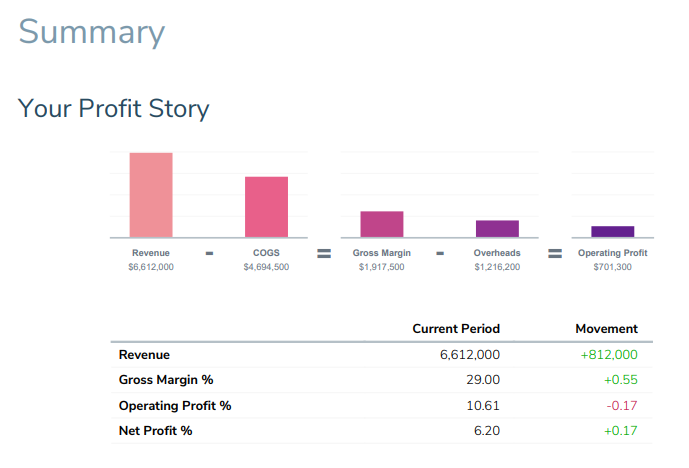 Summary
Your Profit Story
Revenue - COGS = Gross Margin - Overheads = Operating Profit
$6,612,000 $4,694,500 $1,917,500 $1,216,200 $701,300
Current Period Movement
Revenue 6,612,000 +812,000
Gross Margin % 29.00 +0.55
Operating Profit % 10.61 -0.17
Net Profit % 6.20 +0.17